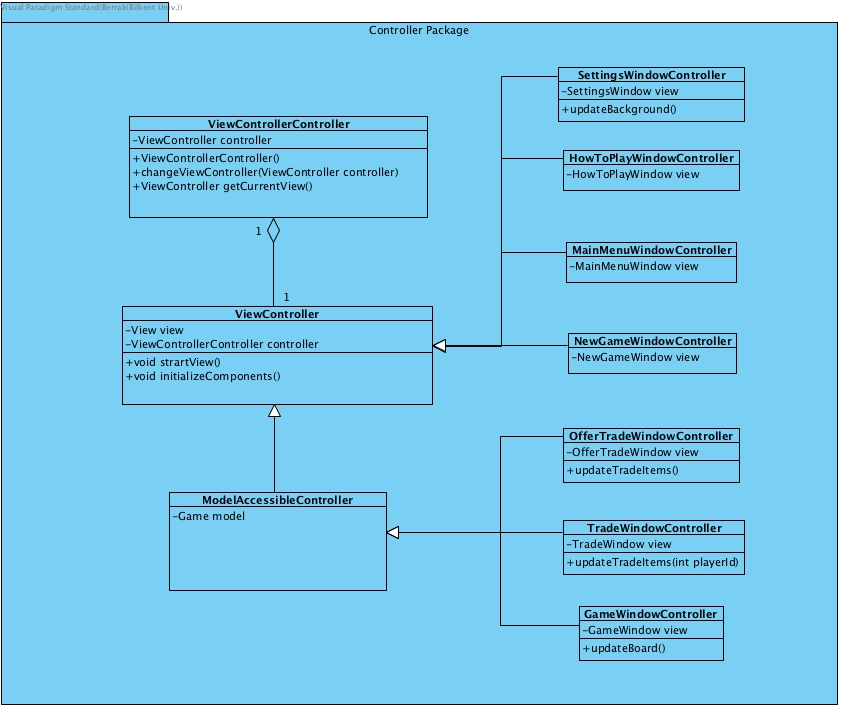 Visual Paradigm Standard(Berrak(Bilkent Univ.))
Controller Package
ViewControllerController
-ViewController controller
+ViewControllerController()
+changeViewController(ViewController controller)
+ViewController getCurrentView()
1
1
ViewController
-View view
-ViewControllerController controller
+void strartView()
+void initializeComponents()
ModelAccessibleController
-Game model
SettingsWindowController
-SettingsWindow view
+updateBackground()
HowToPlayWindowController
-HowToPlayWindow view
MainMenuWindowController
-MainMenuWindow view
NewGameWindowController
-NewGameWindow view
OfferTradeWindowController
-OfferTradeWindow view
+updateTradeItems()
TradeWindowController
-TradeWindow view
+updateTradeItems(int playerId)
GameWindowController
-GameWindow view
+updateBoard()